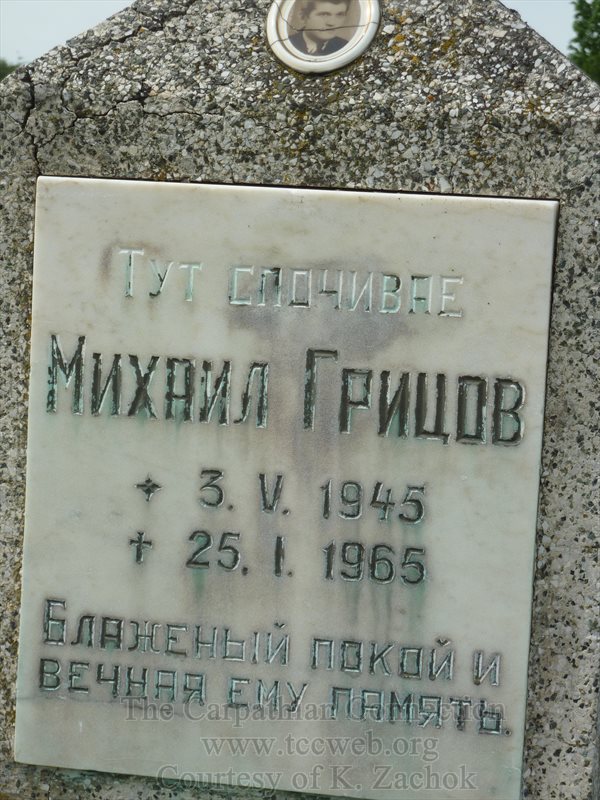 Тут спочивае
Михаил Грицов
✦ 3. V. 1945
✝ 25. I. 1965
Блаженый покой и
вечная ему память.
The Carpathian Connection
www.tccweb.org
Courtesy of K. Zachok